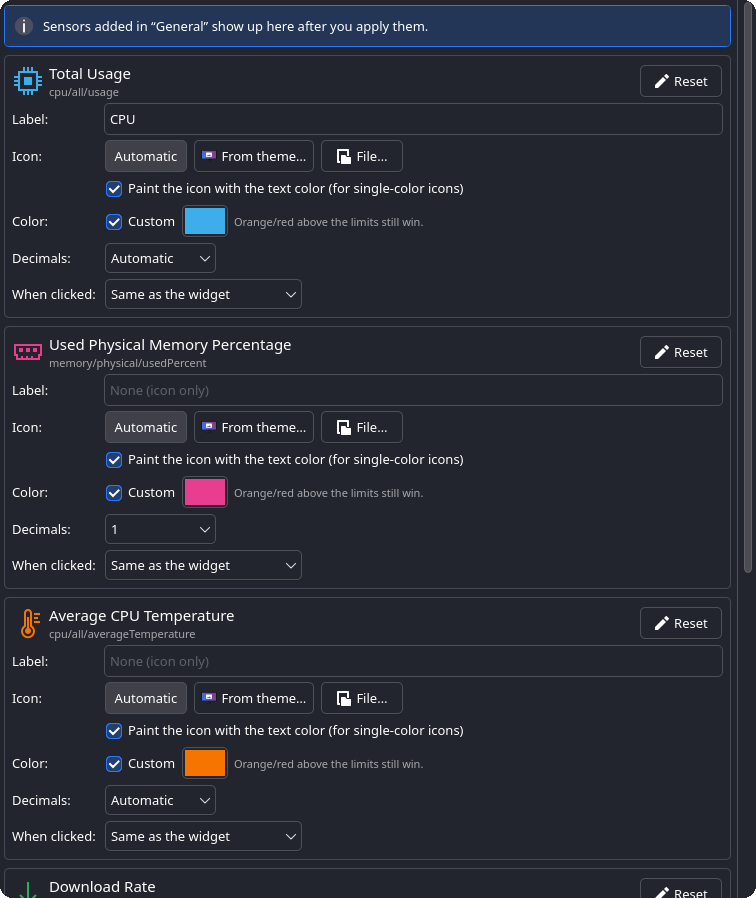 Sensors added in “General” show up here after you apply them.
Total Usage
cpu/all/usage
Reset
Label: CPU
Icon: Automatic From theme... File...
Paint the icon with the text color (for single-color icons)
Color: Custom Orange/red above the limits still win.
Decimals: Automatic
When clicked: Same as the widget
Used Physical Memory Percentage
memory/physical/usedPercent
Reset
Label: None (icon only)
Icon: Automatic From theme... File...
Paint the icon with the text color (for single-color icons)
Color: Custom Orange/red above the limits still win.
Decimals: 1
When clicked: Same as the widget
Average CPU Temperature
cpu/all/averageTemperature
Reset
Label: None (icon only)
Icon: Automatic From theme... File...
Paint the icon with the text color (for single-color icons)
Color: Custom Orange/red above the limits still win.
Decimals: Automatic
When clicked: Same as the widget
Download Rate
Reset